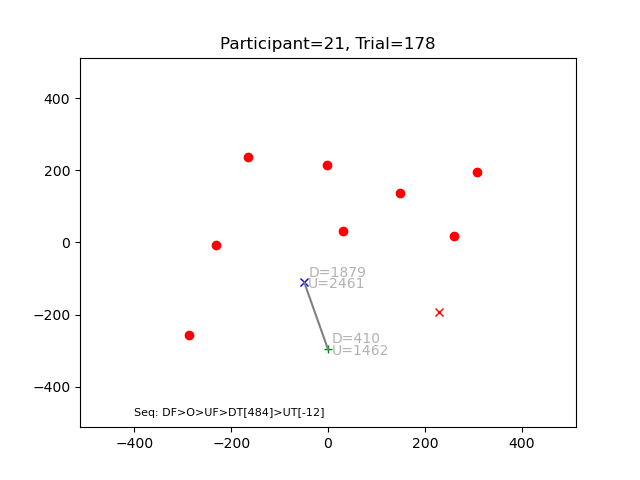 Participant=21, Trial=178
400
200
0
−200
−400
D=1879
U=2461
D=410
U=1462
Seq: DF>O>UF>DT[484]>UT[-12]
−400
−200
0
200
400